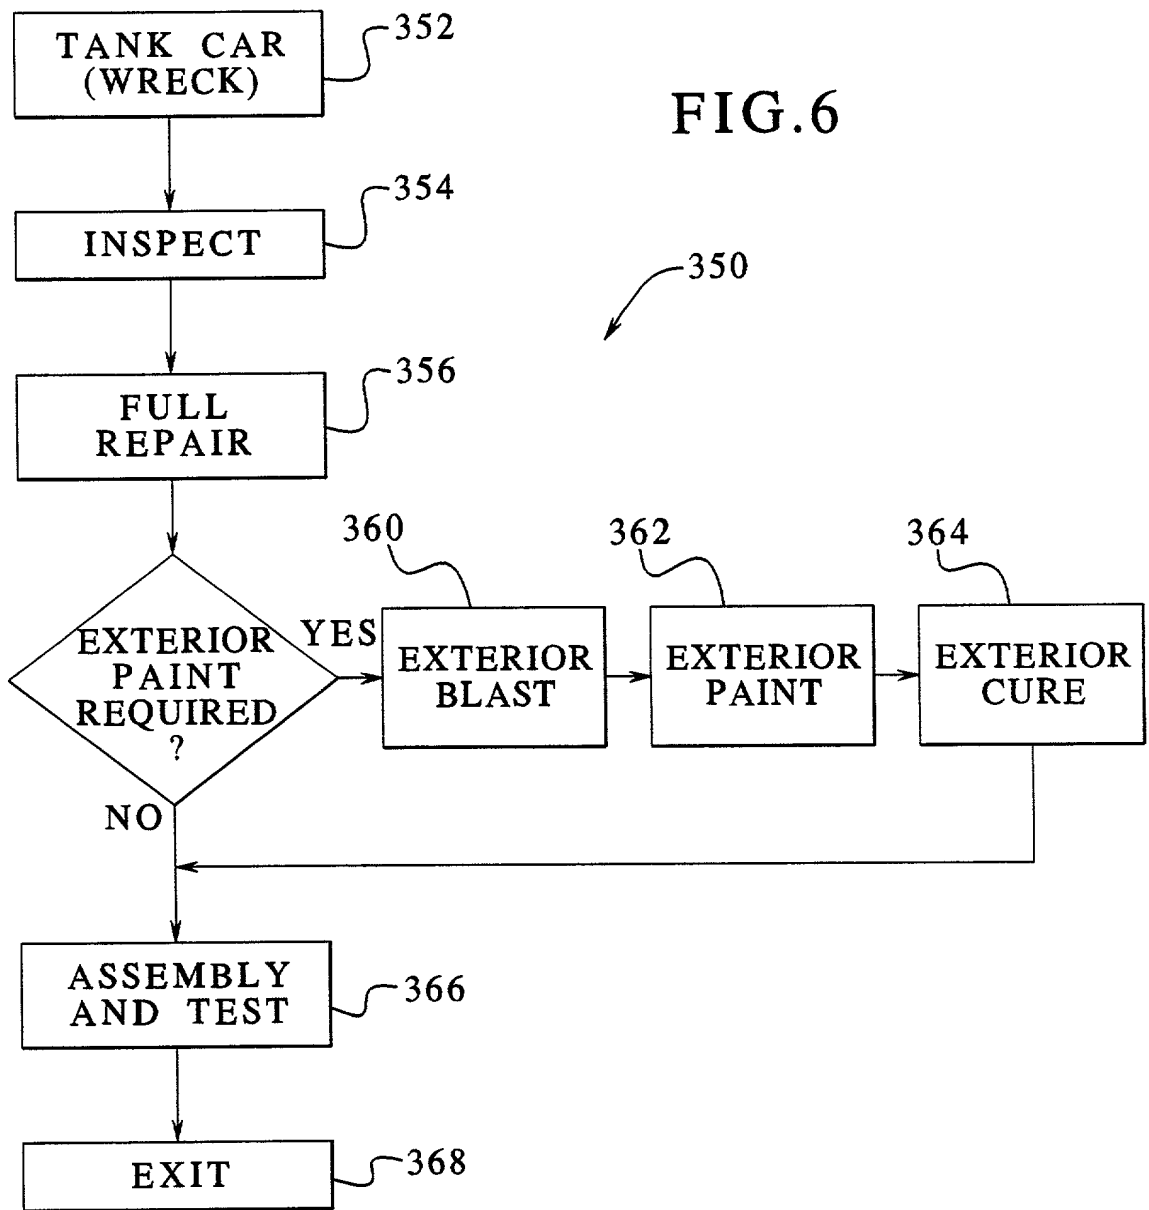 352
TANK CAR
(WRECK)
FIG.6
354
INSPECT
350
356
FULL
REPAIR
360
362
364
YES
EXTERIOR
PAINT
REQUIRED
?
EXTERIOR
BLAST
EXTERIOR
PAINT
EXTERIOR
CURE
NO
ASSEMBLY
AND TEST
366
EXIT
368